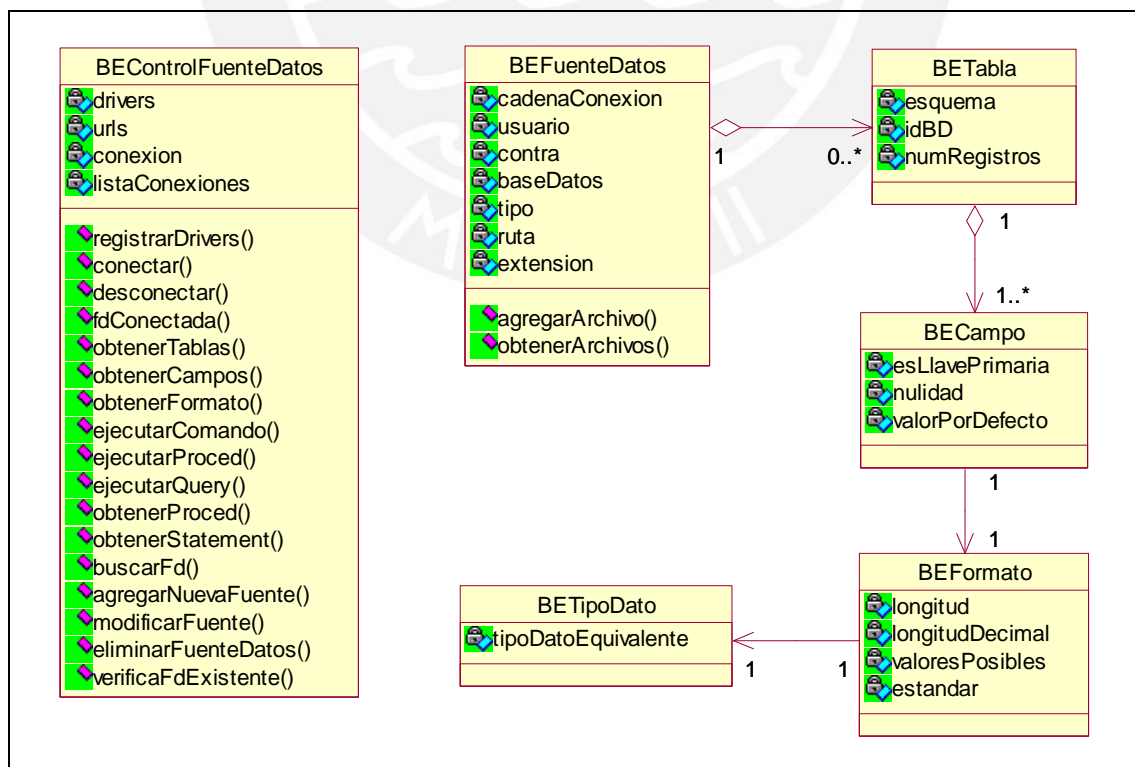 BEControlFuenteDatos
drivers
urls
conexion
listaConexiones
registrarDrivers()
conectar()
desconectar()
fdConectada()
obtenerTablas()
obtenerCampos()
obtenerFormato()
ejecutarComando()
ejecutarProced()
ejecutarQuery()
obtenerProced()
obtenerStatement()
buscarFd()
agregarNuevaFuente()
modificarFuente()
eliminarFuenteDatos()
verificaFdExistente()
BEFuenteDatos
cadenaConexion
usuario
contra
baseDatos
tipo
ruta
extension
agregarArchivo()
obtenerArchivos()
1
0..*
BETabla
esquema
idBD
numRegistros
1
1..*
BECampo
esLlavePrimaria
nulidad
valorPorDefecto
1
1
BEFormato
longitud
longitudDecimal
valoresPosibles
estandar
1
1
BETipoDato
tipoDatoEquivalente